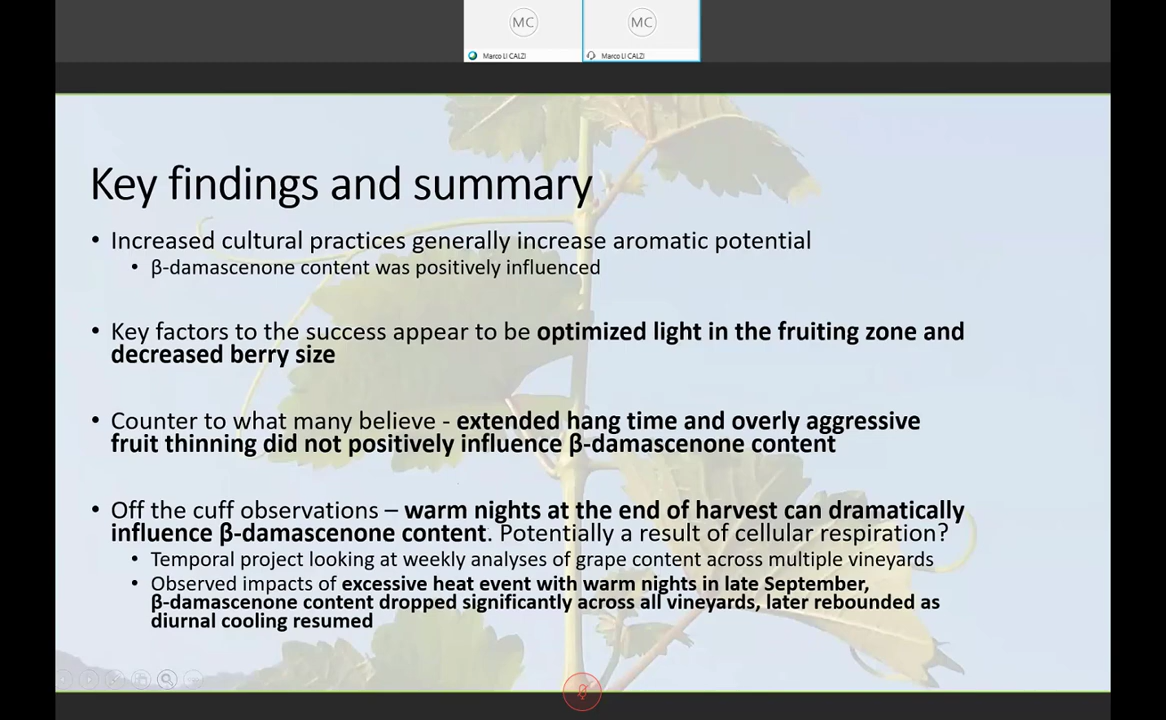 MC
MC
Marco LI CALZI
Marco LI CALZI
Key findings and summary
• Increased cultural practices generally increase aromatic potential
• β-damascenone content was positively influenced
• Key factors to the success appear to be optimized light in the fruiting zone and
decreased berry size
• Counter to what many believe - extended hang time and overly aggressive
fruit thinning did not positively influence β-damascenone content
• Off the cuff observations – warm nights at the end of harvest can dramatically
influence β-damascenone content. Potentially a result of cellular respiration?
• Temporal project looking at weekly analyses of grape content across multiple vineyards
• Observed impacts of excessive heat event with warm nights in late September,
β-damascenone content dropped significantly across all vineyards, later rebounded as
diurnal cooling resumed